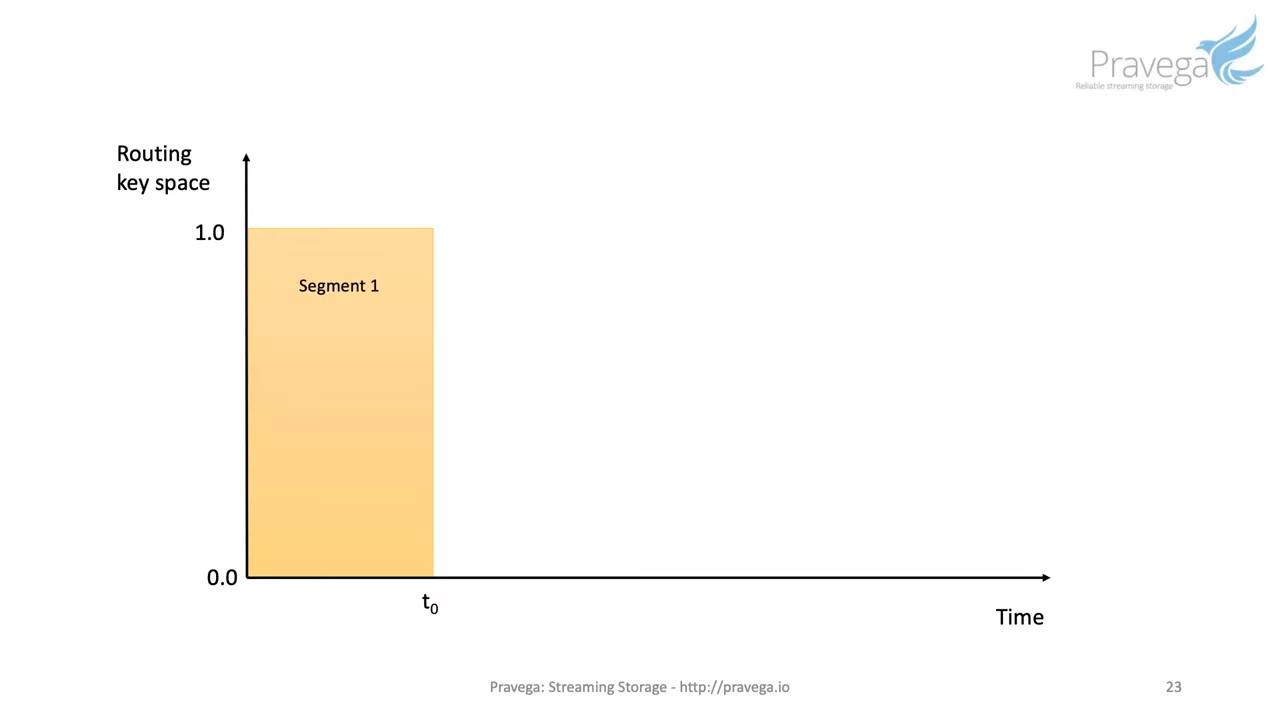 Pravega
Reliable streaming storage
Routing
key space
1.0
Segment 1
0.0
t0
Time
Pravega: Streaming Storage - http://pravega.io
23